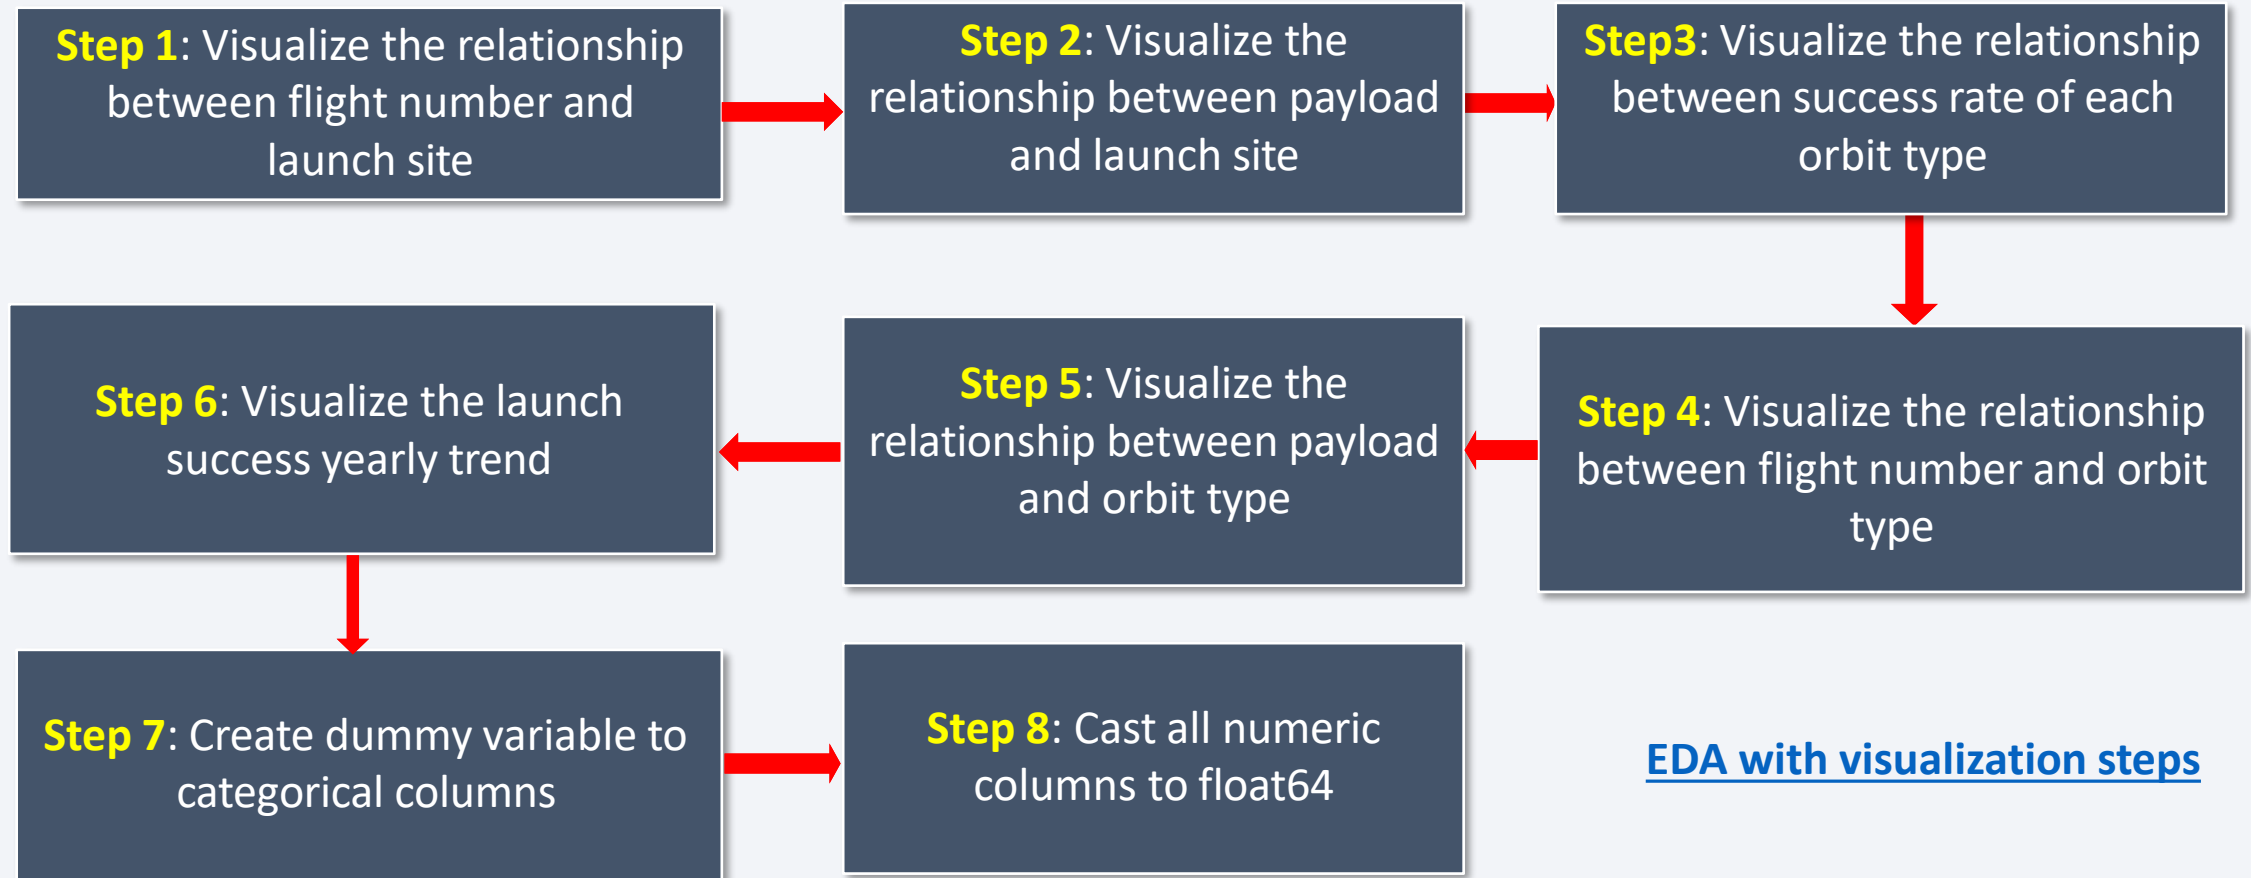 Step 1: Visualize the relationship
between flight number and
launch site
Step 2: Visualize the
relationship between payload
and launch site
Step3: Visualize the relationship
between success rate of each
orbit type
Step 4: Visualize the relationship
between flight number and orbit
type
Step 5: Visualize the
relationship between payload
and orbit type
Step 6: Visualize the launch
success yearly trend
Step 7: Create dummy variable to
categorical columns
Step 8: Cast all numeric
columns to float64
EDA with visualization steps